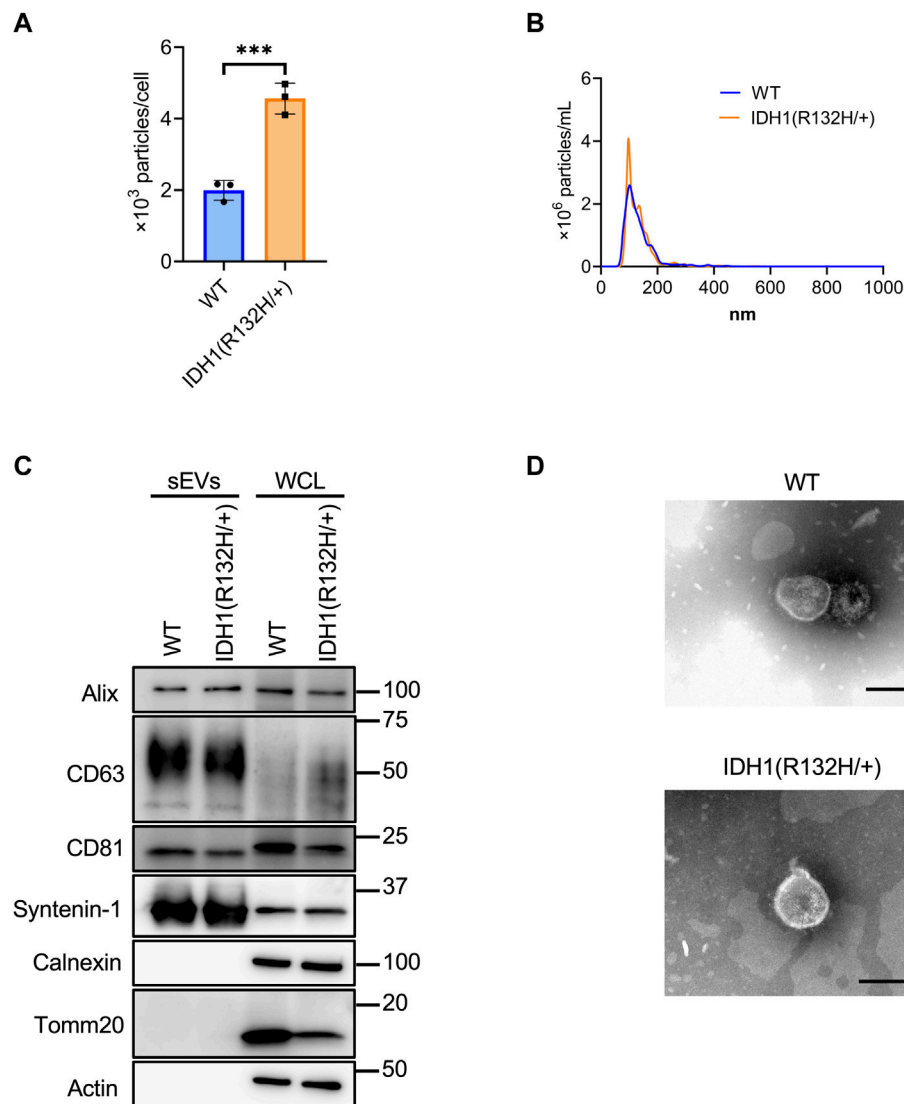 A
×10³ particles/cell
6
4
2
0
***
WT
IDH1(R132H/+)
B
×10⁶ particles/mL
6
4
2
0
WT
IDH1(R132H/+)
0 200 400 600 800 1000
nm
C
sEVs WCL
WT IDH1(R132H/+) WT IDH1(R132H/+)
Alix 100
75
CD63 50
CD81 25
Syntenin-1 37
Calnexin 100
Tomm20 20
Actin 50
D
WT
IDH1(R132H/+)